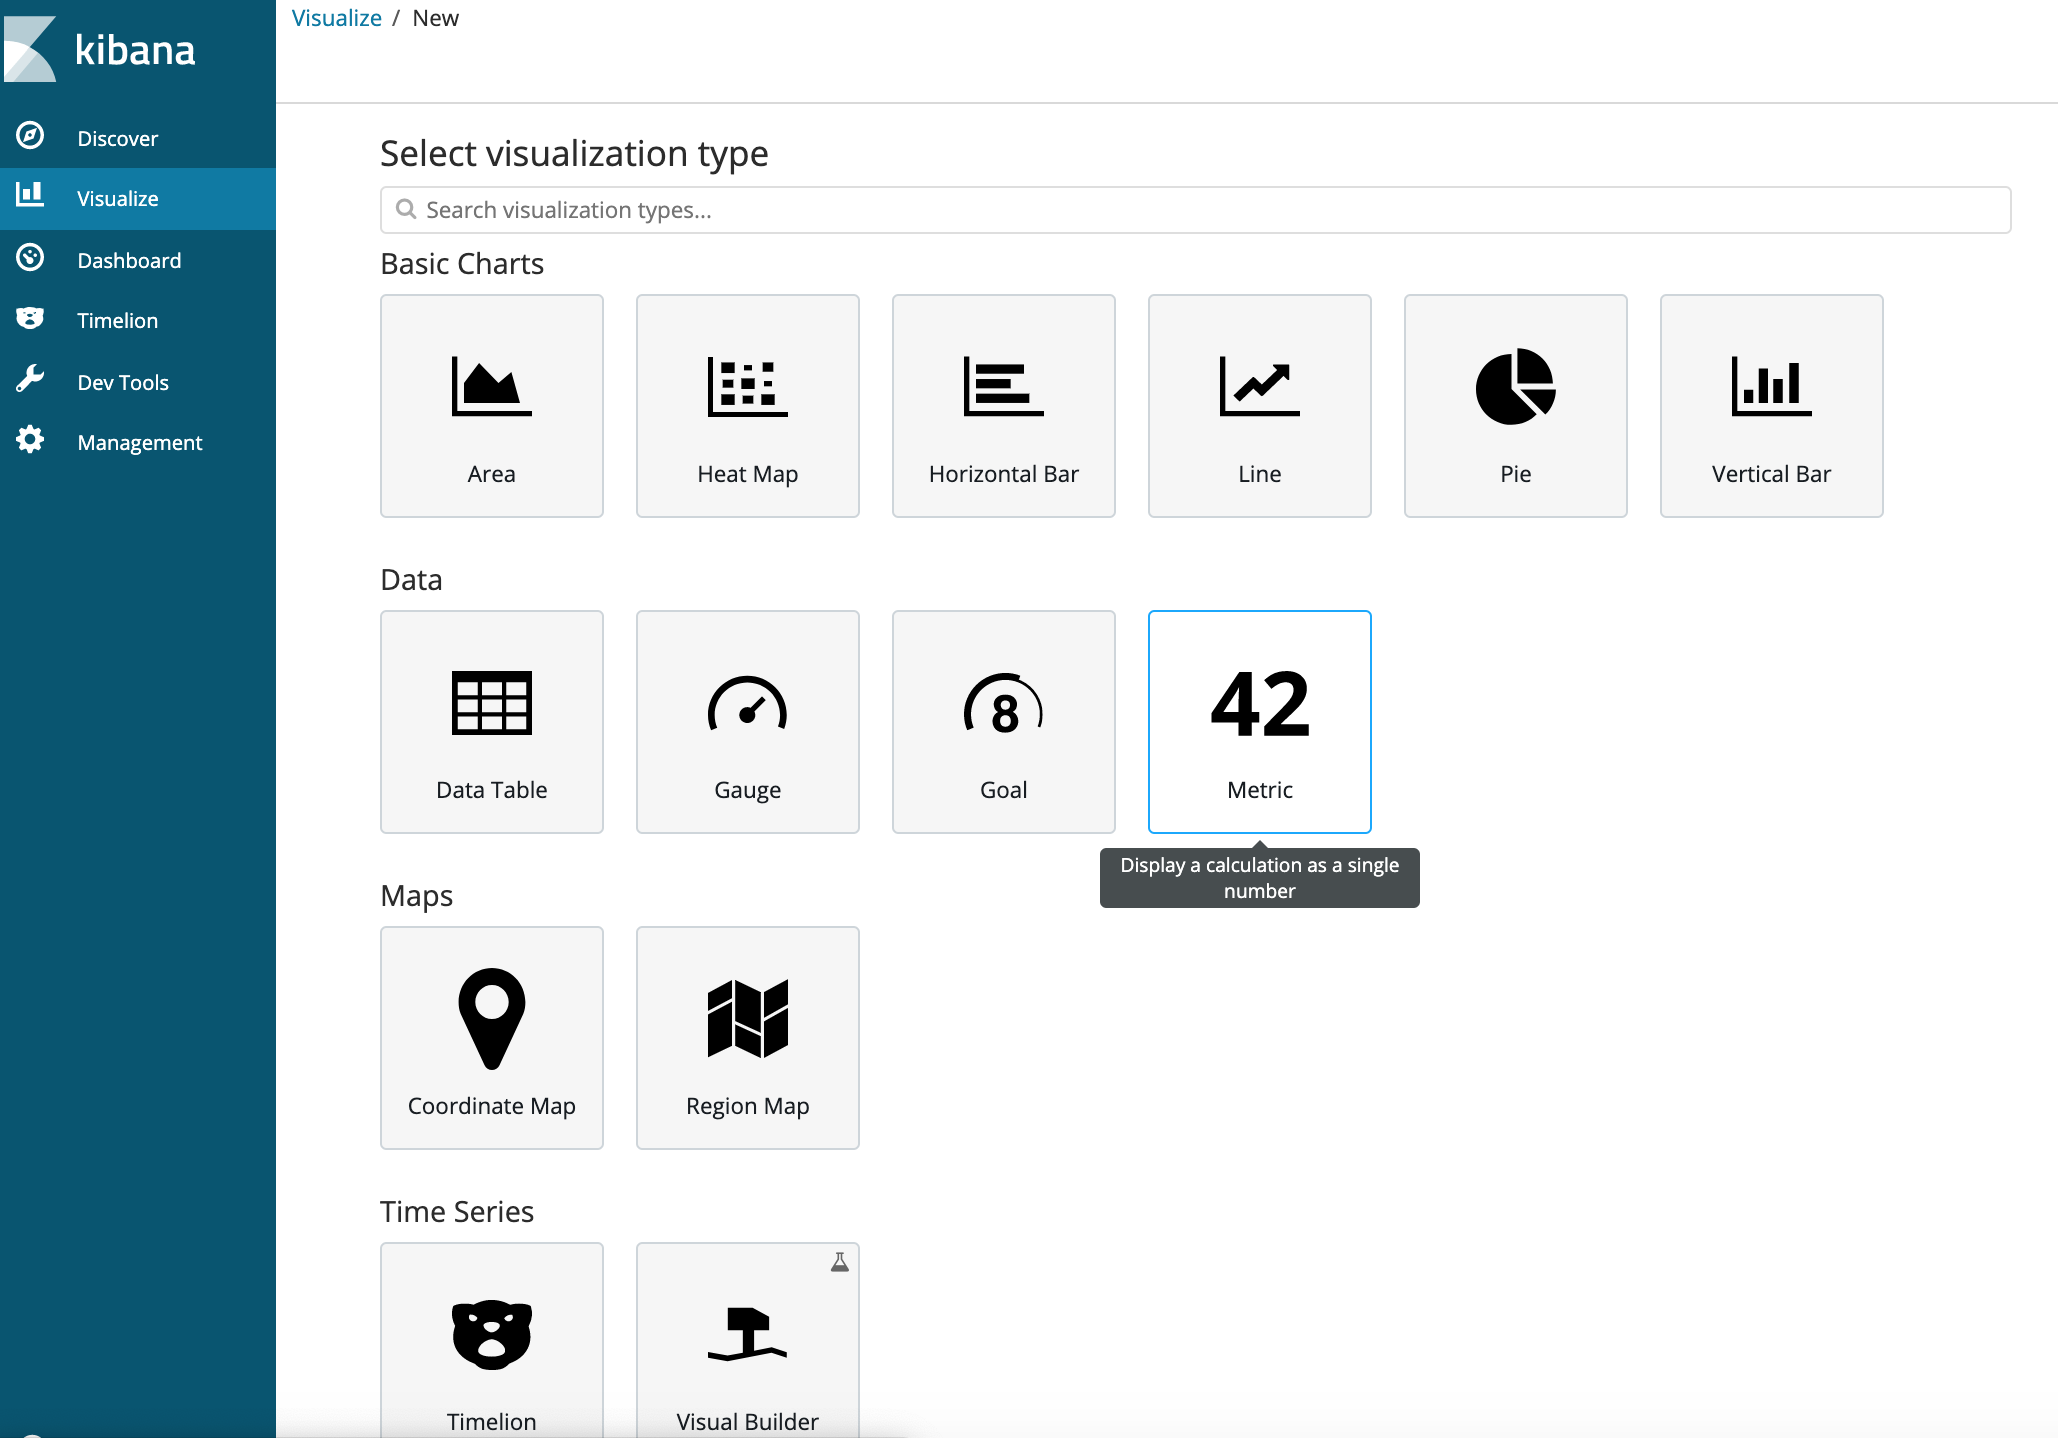 kibana
Discover
Visualize
Dashboard
Timelion
Dev Tools
Management
Visualize / New
Select visualization type
Search visualization types...
Basic Charts
Area
Heat Map
Horizontal Bar
Line
Pie
Vertical Bar
Data
8
42
Data Table
Gauge
Goal
Metric
Display a calculation as a single
number
Maps
Coordinate Map
Region Map
Time Series
Timelion
Visual Builder